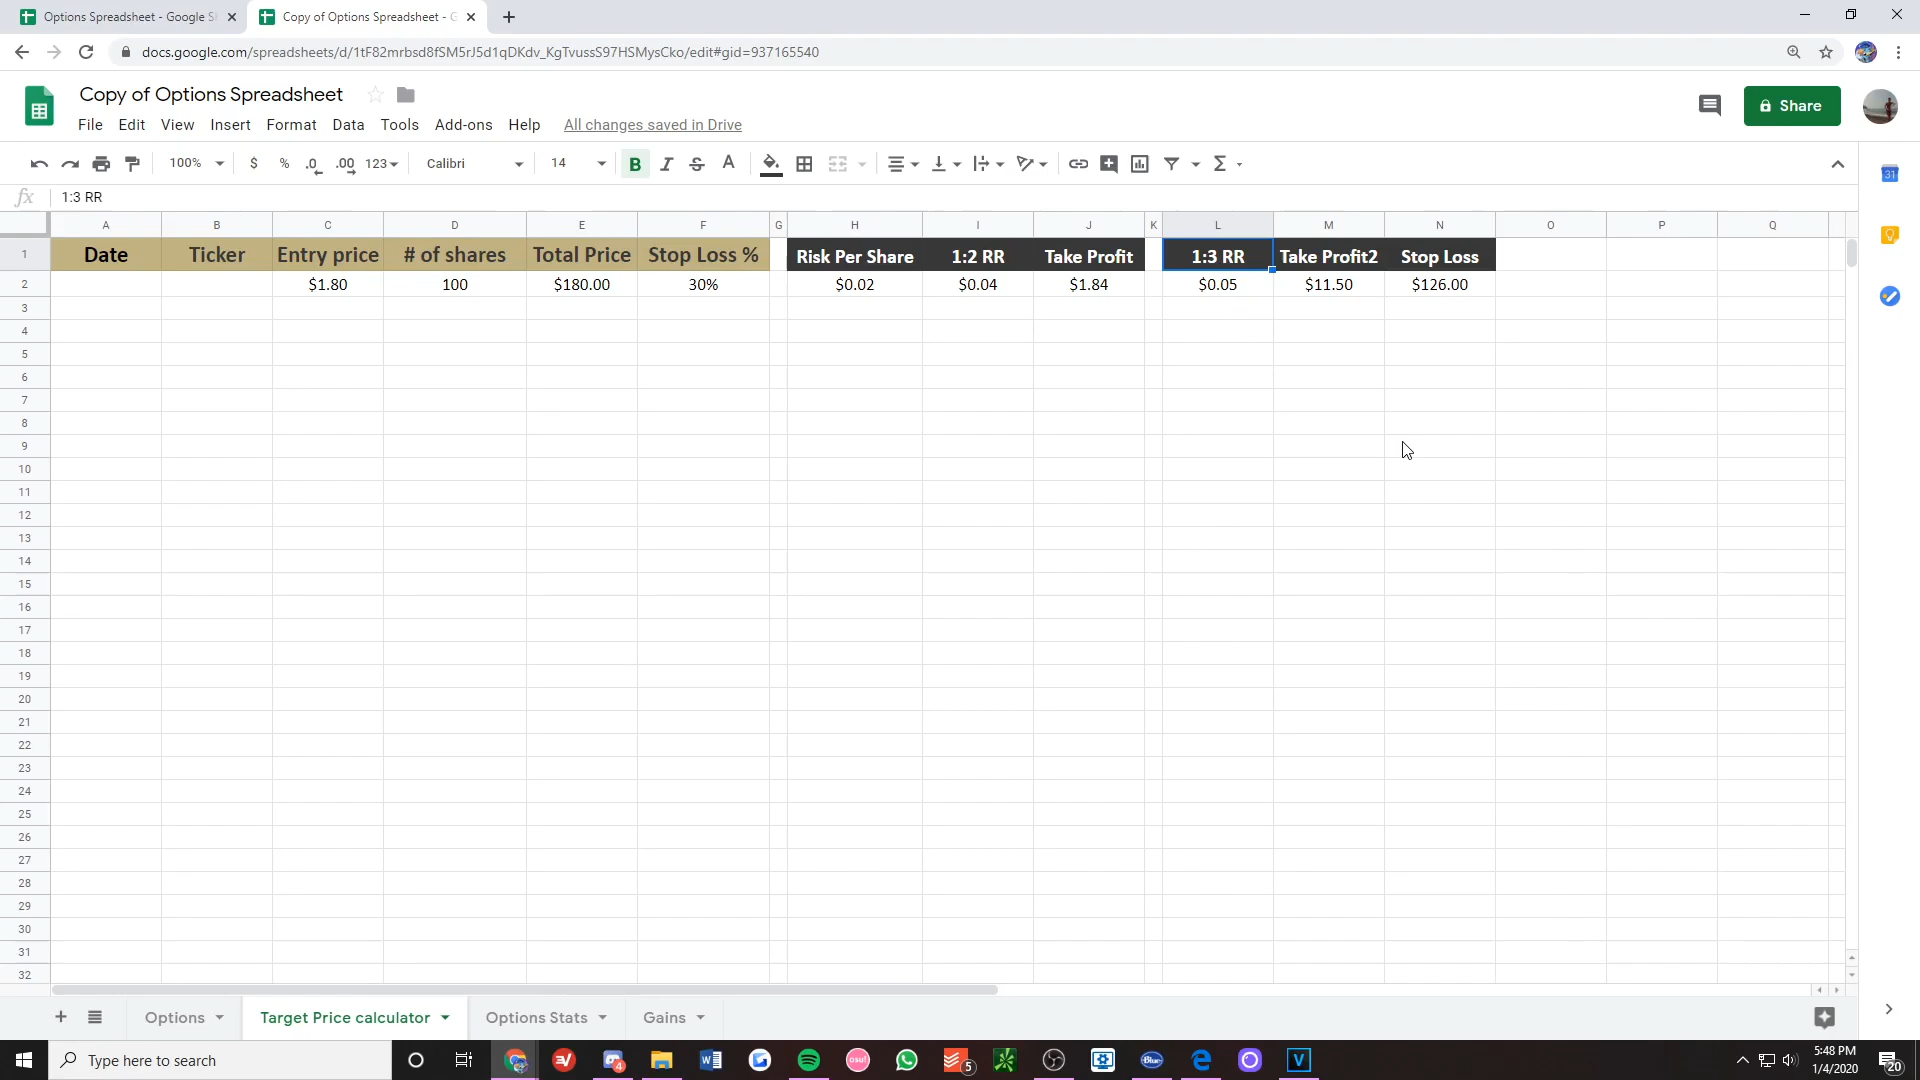 Options Spreadsheet - Google S
Copy of Options Spreadsheet - G
docs.google.com/spreadsheets/d/1tF82mrbsd8fSM5rJ5d1qDKdv_KgTvussS97HSMysCko/edit#gid=937165540
Copy of Options Spreadsheet
Share
File Edit View Insert Format Data Tools Add-ons Help All changes saved in Drive
100% $ % .0 .00 123 Calibri 14 B I S A Σ
31
fx 1:3 RR
A B C D E F G H I J K L M N O P Q
1 Date Ticker Entry price # of shares Total Price Stop Loss % Risk Per Share 1:2 RR Take Profit 1:3 RR Take Profit2 Stop Loss
2 $1.80 100 $180.00 30% $0.02 $0.04 $1.84 $0.05 $11.50 $126.00
3
4
5
6
7
8
9
10
11
12
13
14
15
16
17
18
19
20
21
22
23
24
25
26
27
28
29
30
31
32
Options Target Price calculator Options Stats Gains
Type here to search
4
osu!
5
Blue
V
5:48 PM
1/4/2020
20